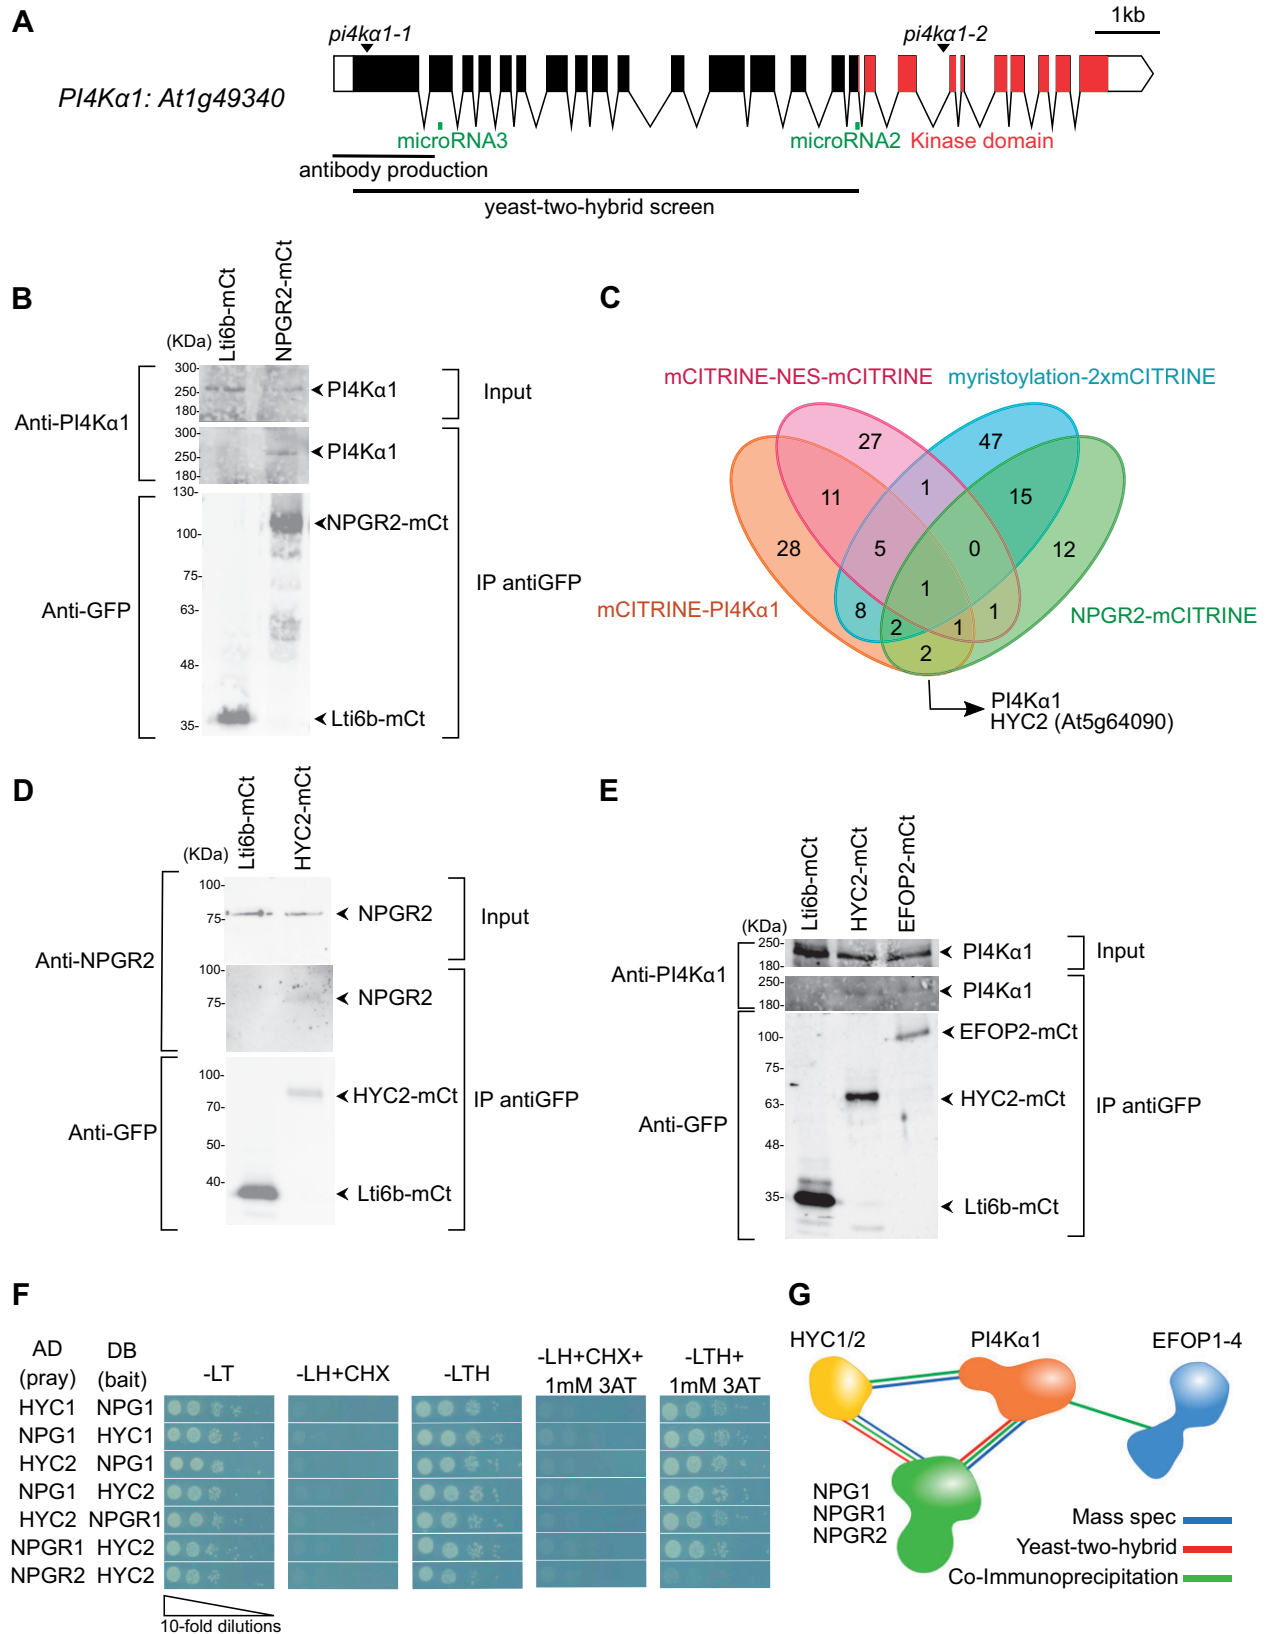 A
1kb
pi4kα1-1
pi4kα1-2
PI4Kα1: At1g49340
microRNA3
microRNA2
Kinase domain
antibody production
yeast-two-hybrid screen
B
Lti6b-mCt
NPGR2-mCt
(KDa)
300-
250-
180-
PI4Kα1
Input
Anti-PI4Kα1
300-
250-
180-
PI4Kα1
130-
100-
75-
63-
48-
35-
NPGR2-mCt
Anti-GFP
IP antiGFP
Lti6b-mCt
C
mCITRINE-NES-mCITRINE
myristoylation-2xmCITRINE
27
47
11
1
15
28
5
0
12
1
mCITRINE-PI4Kα1
8
2
1
1
NPGR2-mCITRINE
2
PI4Kα1
HYC2 (At5g64090)
D
Lti6b-mCt
HYC2-mCt
(KDa)
100-
75-
NPGR2
Input
Anti-NPGR2
100-
75-
NPGR2
100-
70-
50-
40-
HYC2-mCt
IP antiGFP
Anti-GFP
Lti6b-mCt
E
Lti6b-mCt
HYC2-mCt
EFOP2-mCt
(KDa)
250-
180-
PI4Kα1
Input
Anti-PI4Kα1
250-
180-
PI4Kα1
100-
75-
63-
48-
35-
EFOP2-mCt
HYC2-mCt
IP antiGFP
Anti-GFP
Lti6b-mCt
F
AD
(pray)
DB
(bait)
-LT
-LH+CHX
-LTH
-LH+CHX+
1mM 3AT
-LTH+
1mM 3AT
HYC1 NPG1
NPG1 HYC1
HYC2 NPG1
NPG1 HYC2
HYC2 NPGR1
NPGR1 HYC2
NPGR2 HYC2
10-fold dilutions
G
HYC1/2
PI4Kα1
EFOP1-4
NPG1
NPGR1
NPGR2
Mass spec
Yeast-two-hybrid
Co-Immunoprecipitation